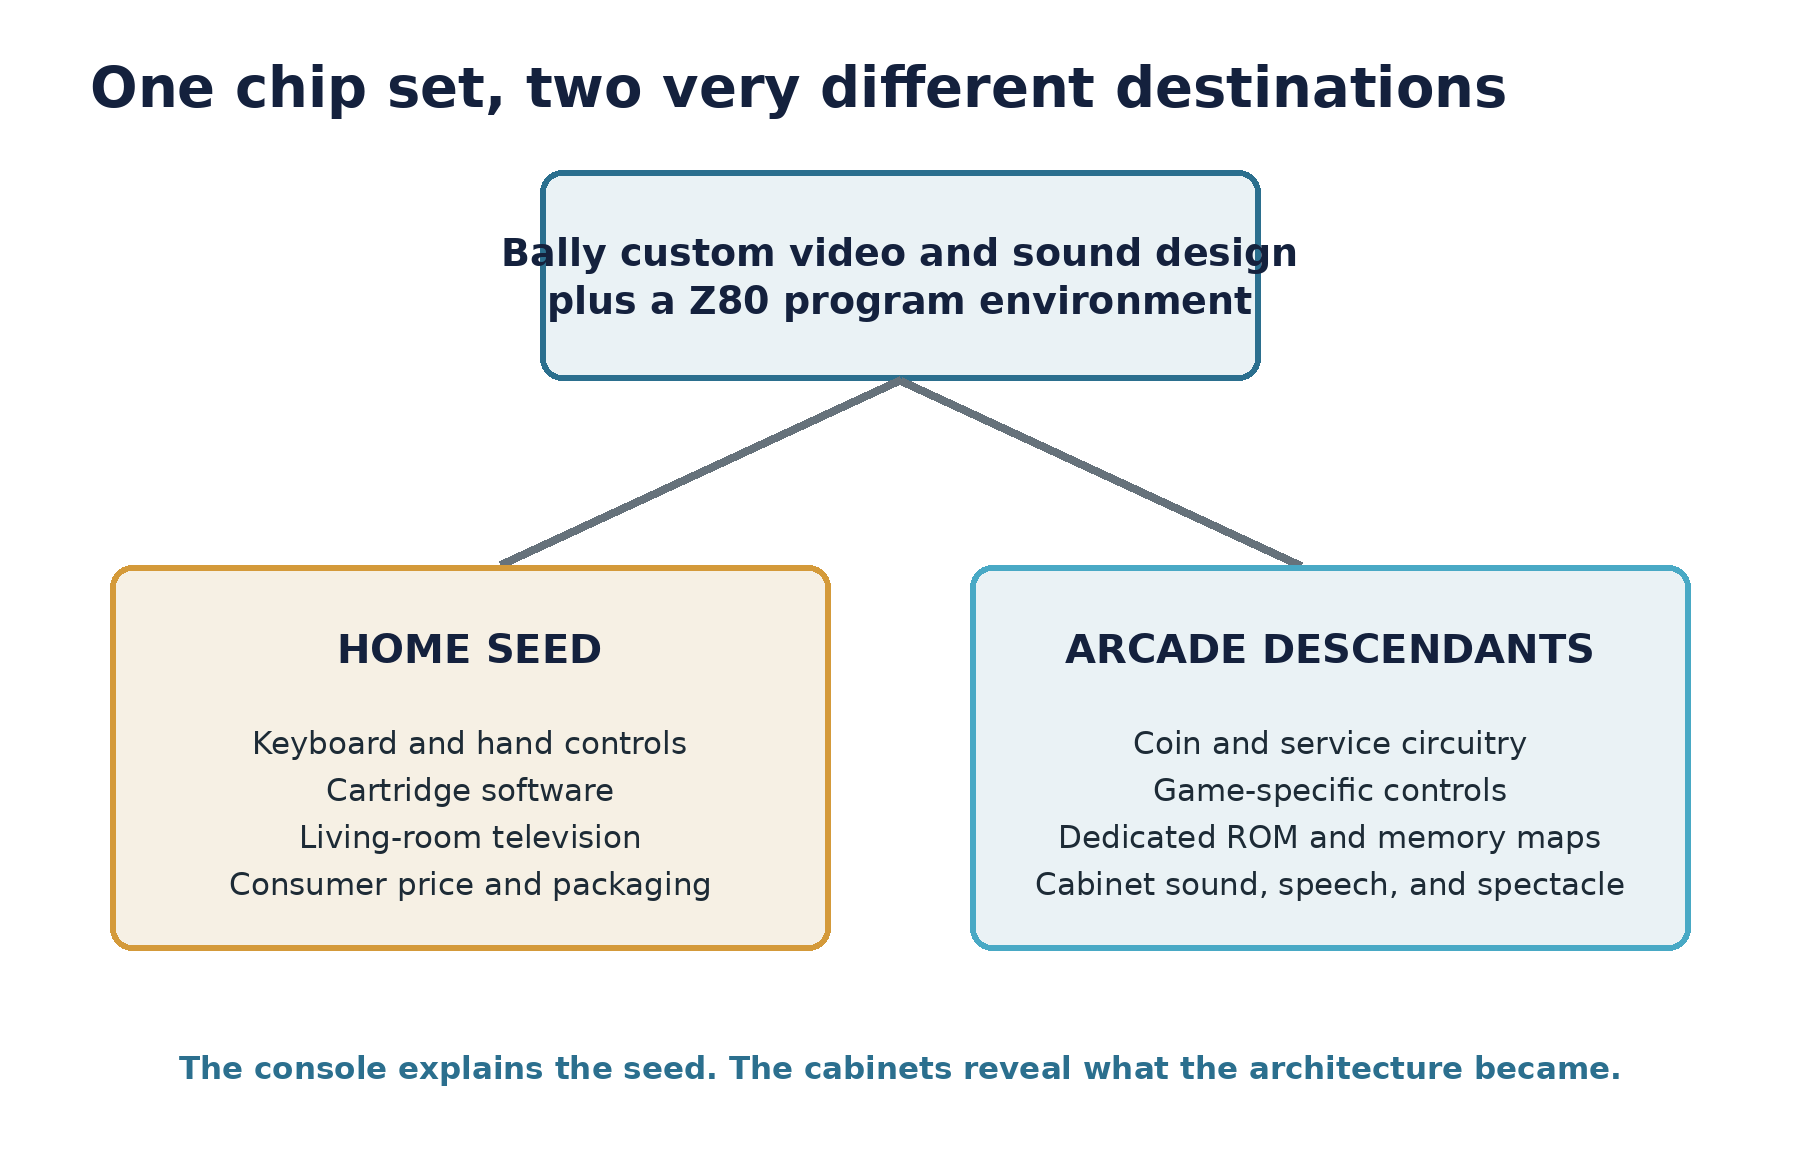 One chip set, two very different destinations
Bally custom video and sound design
plus a Z80 program environment
HOME SEED
Keyboard and hand controls
Cartridge software
Living-room television
Consumer price and packaging
ARCADE DESCENDANTS
Coin and service circuitry
Game-specific controls
Dedicated ROM and memory maps
Cabinet sound, speech, and spectacle
The console explains the seed. The cabinets reveal what the architecture became.